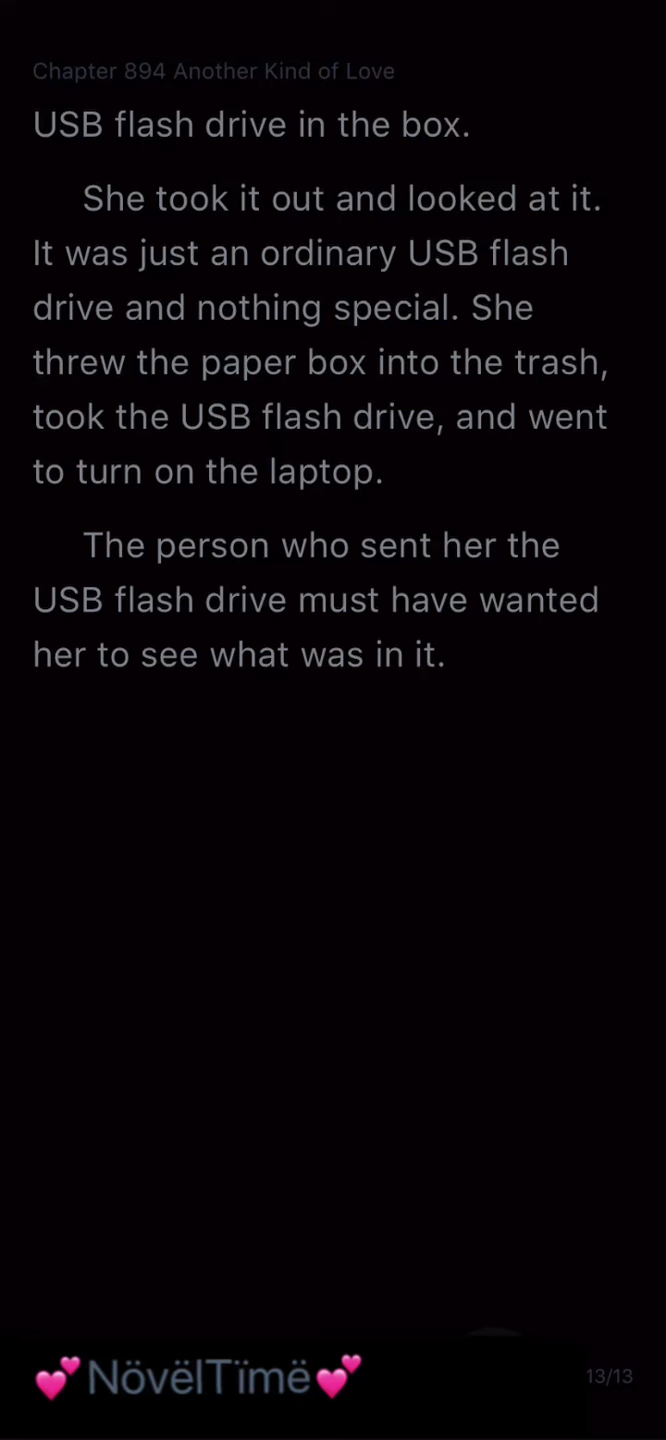 Chapter 894 Another Kind of Love
USB flash drive in the box.
She took it out and looked at it.
It was just an ordinary USB flash
drive and nothing special. She
threw the paper box into the trash,
took the USB flash drive, and went
to turn on the laptop.
The person who sent her the
USB flash drive must have wanted
her to see what was in it.
💕NövëlTïmë💕
13/13